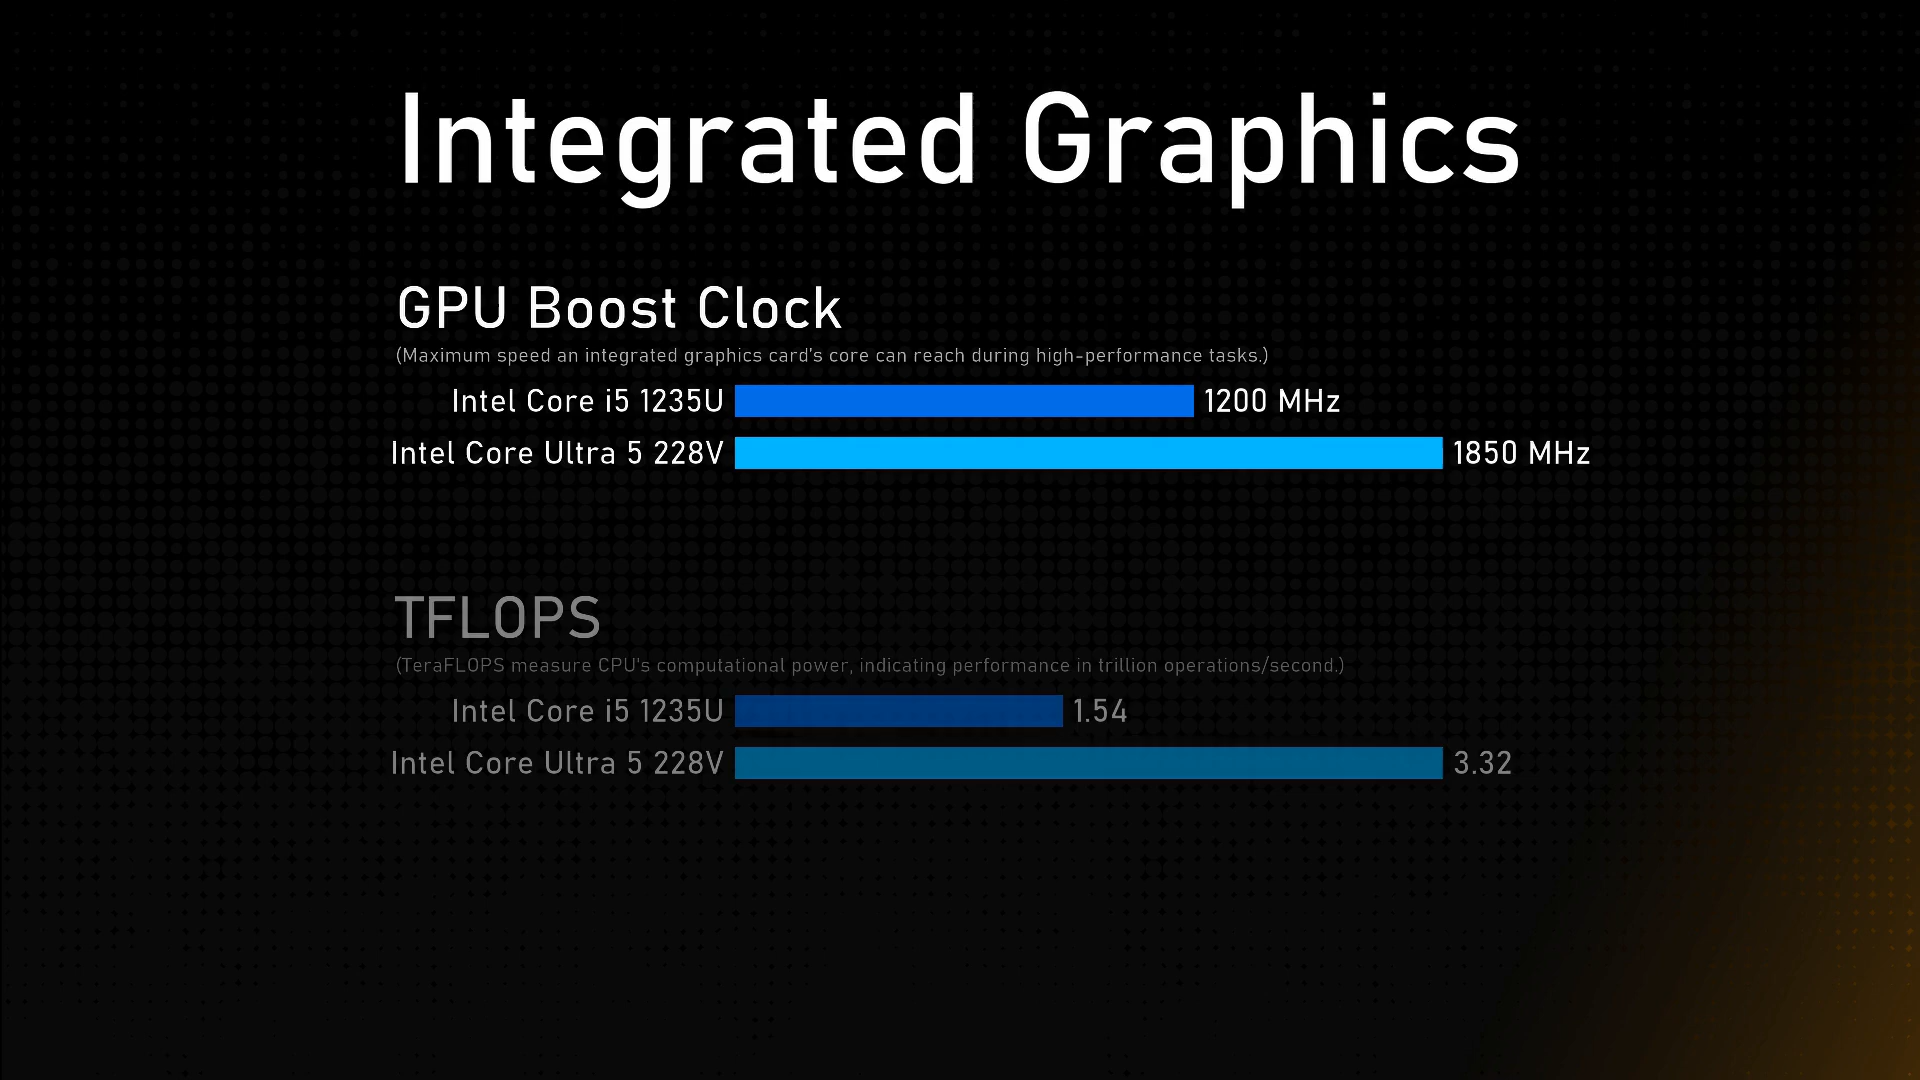 Integrated Graphics
GPU Boost Clock
(Maximum speed an integrated graphics card's core can reach during high-performance tasks.)
Intel Core i5 1235U 1200 MHz
Intel Core Ultra 5 228V 1850 MHz
TFLOPS
(TeraFLOPS measure CPU's computational power, indicating performance in trillion operations/second.)
Intel Core i5 1235U 1.54
Intel Core Ultra 5 228V 3.32